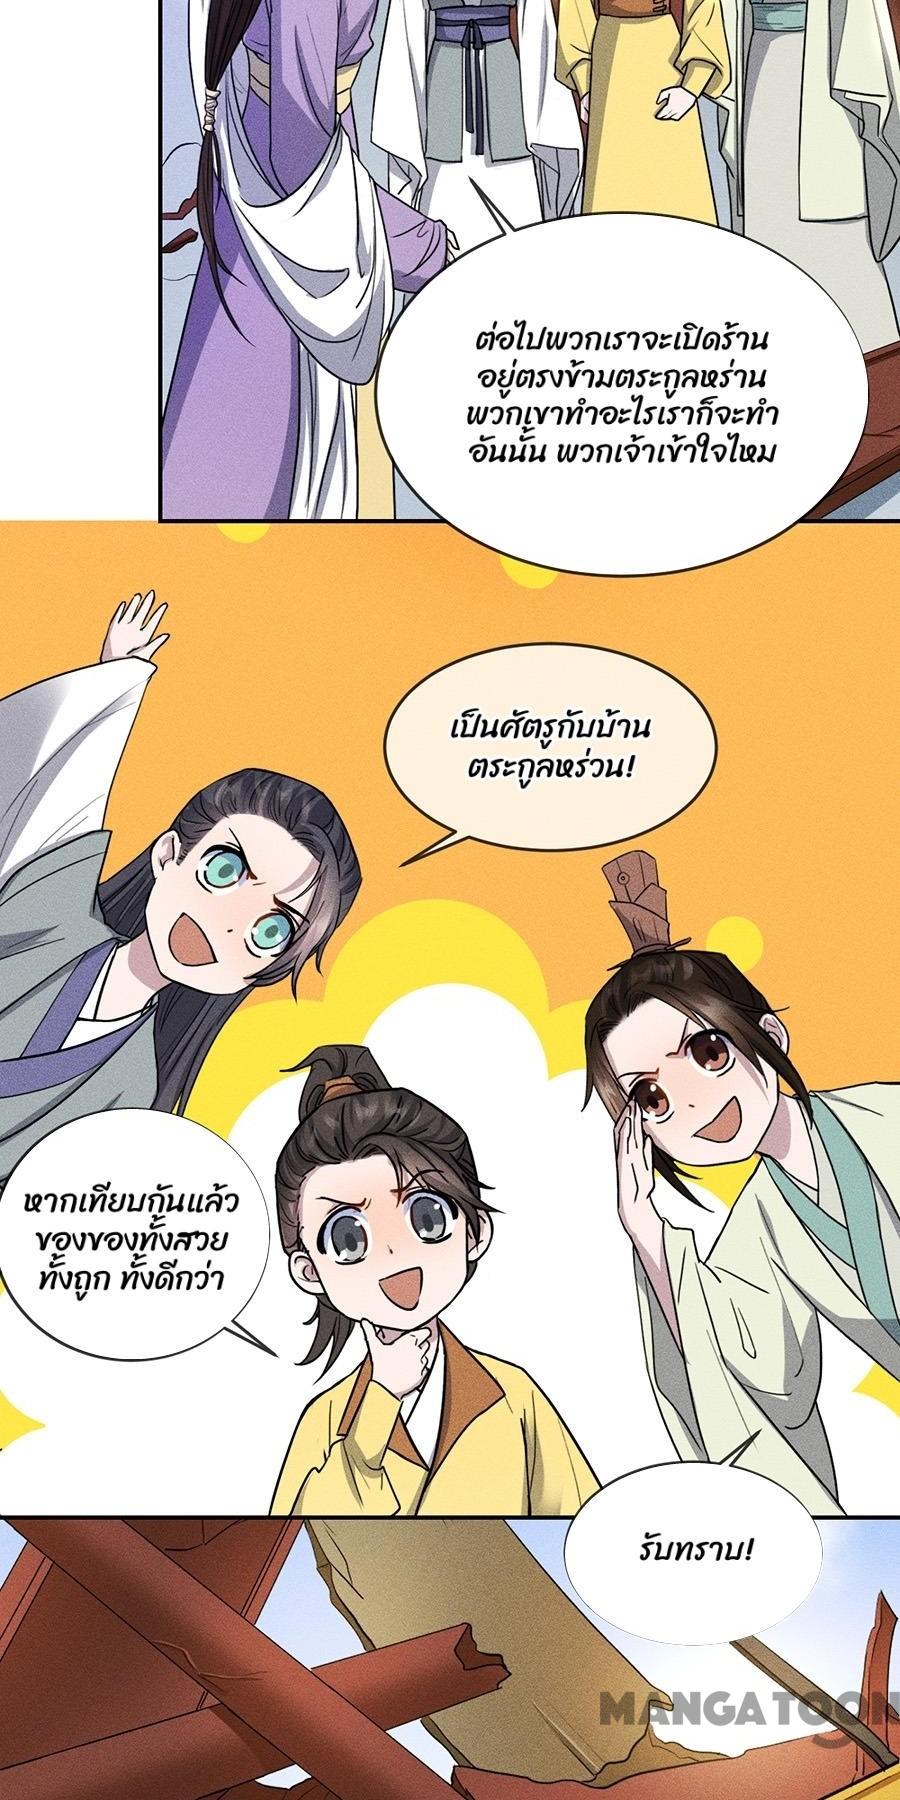 ต่อไปพวกเราจะเปิดร้าน
อยู่ตรงข้ามตระกูลหร่าน
พวกเขาทำอะไรเราก็จะทำ
อันนั้น พวกเจ้าเข้าใจไหม
เป็นศัตรูกับบ้าน
ตระกูลหร่วน!
หากเทียบกันแล้ว
ของของทั้งสวย
ทั้งถูก ทั้งดีกว่า
รับทราบ!
MANGATOON